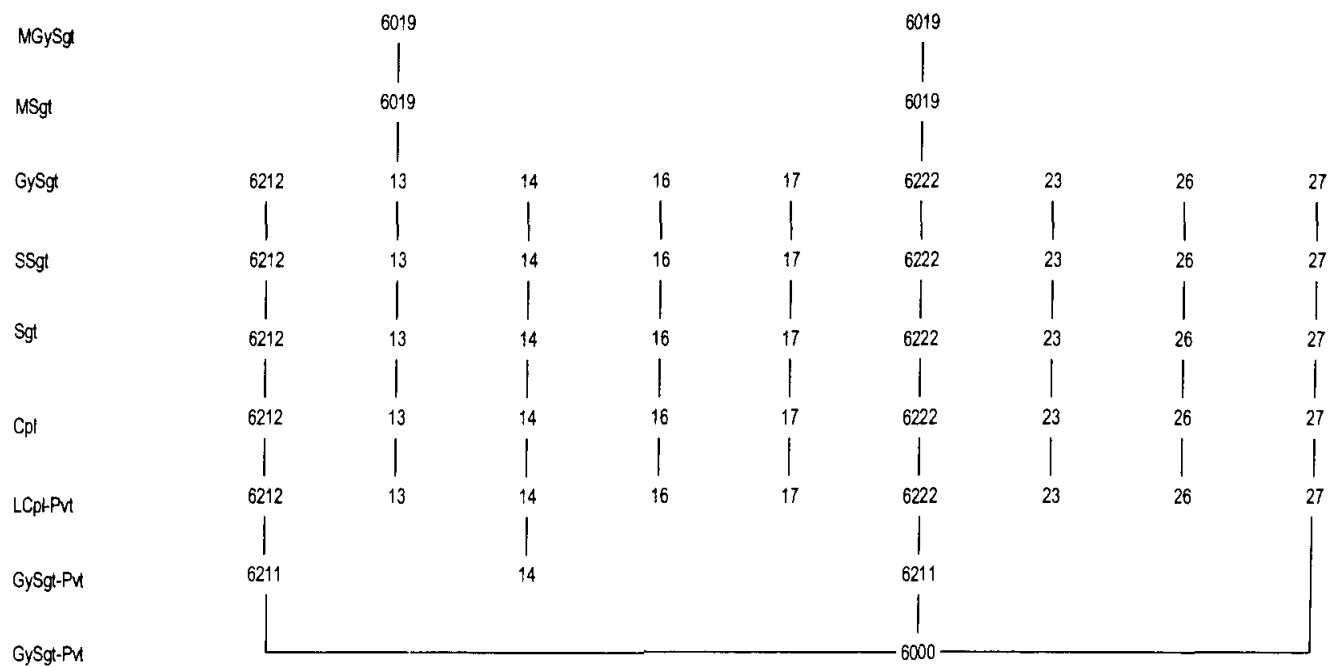 MGySgt 6019 6019
MSgt 6019 6019
GySgt 6212 13 14 16 17 6222 23 26 27
SSgt 6212 13 14 16 17 6222 23 26 27
Sgt 6212 13 14 16 17 6222 23 26 27
Cpl 6212 13 14 16 17 6222 23 26 27
LCpl-Pvt 6212 13 14 16 17 6222 23 26 27
GySgt-Pvt 6211 14 6211
GySgt-Pvt 6000